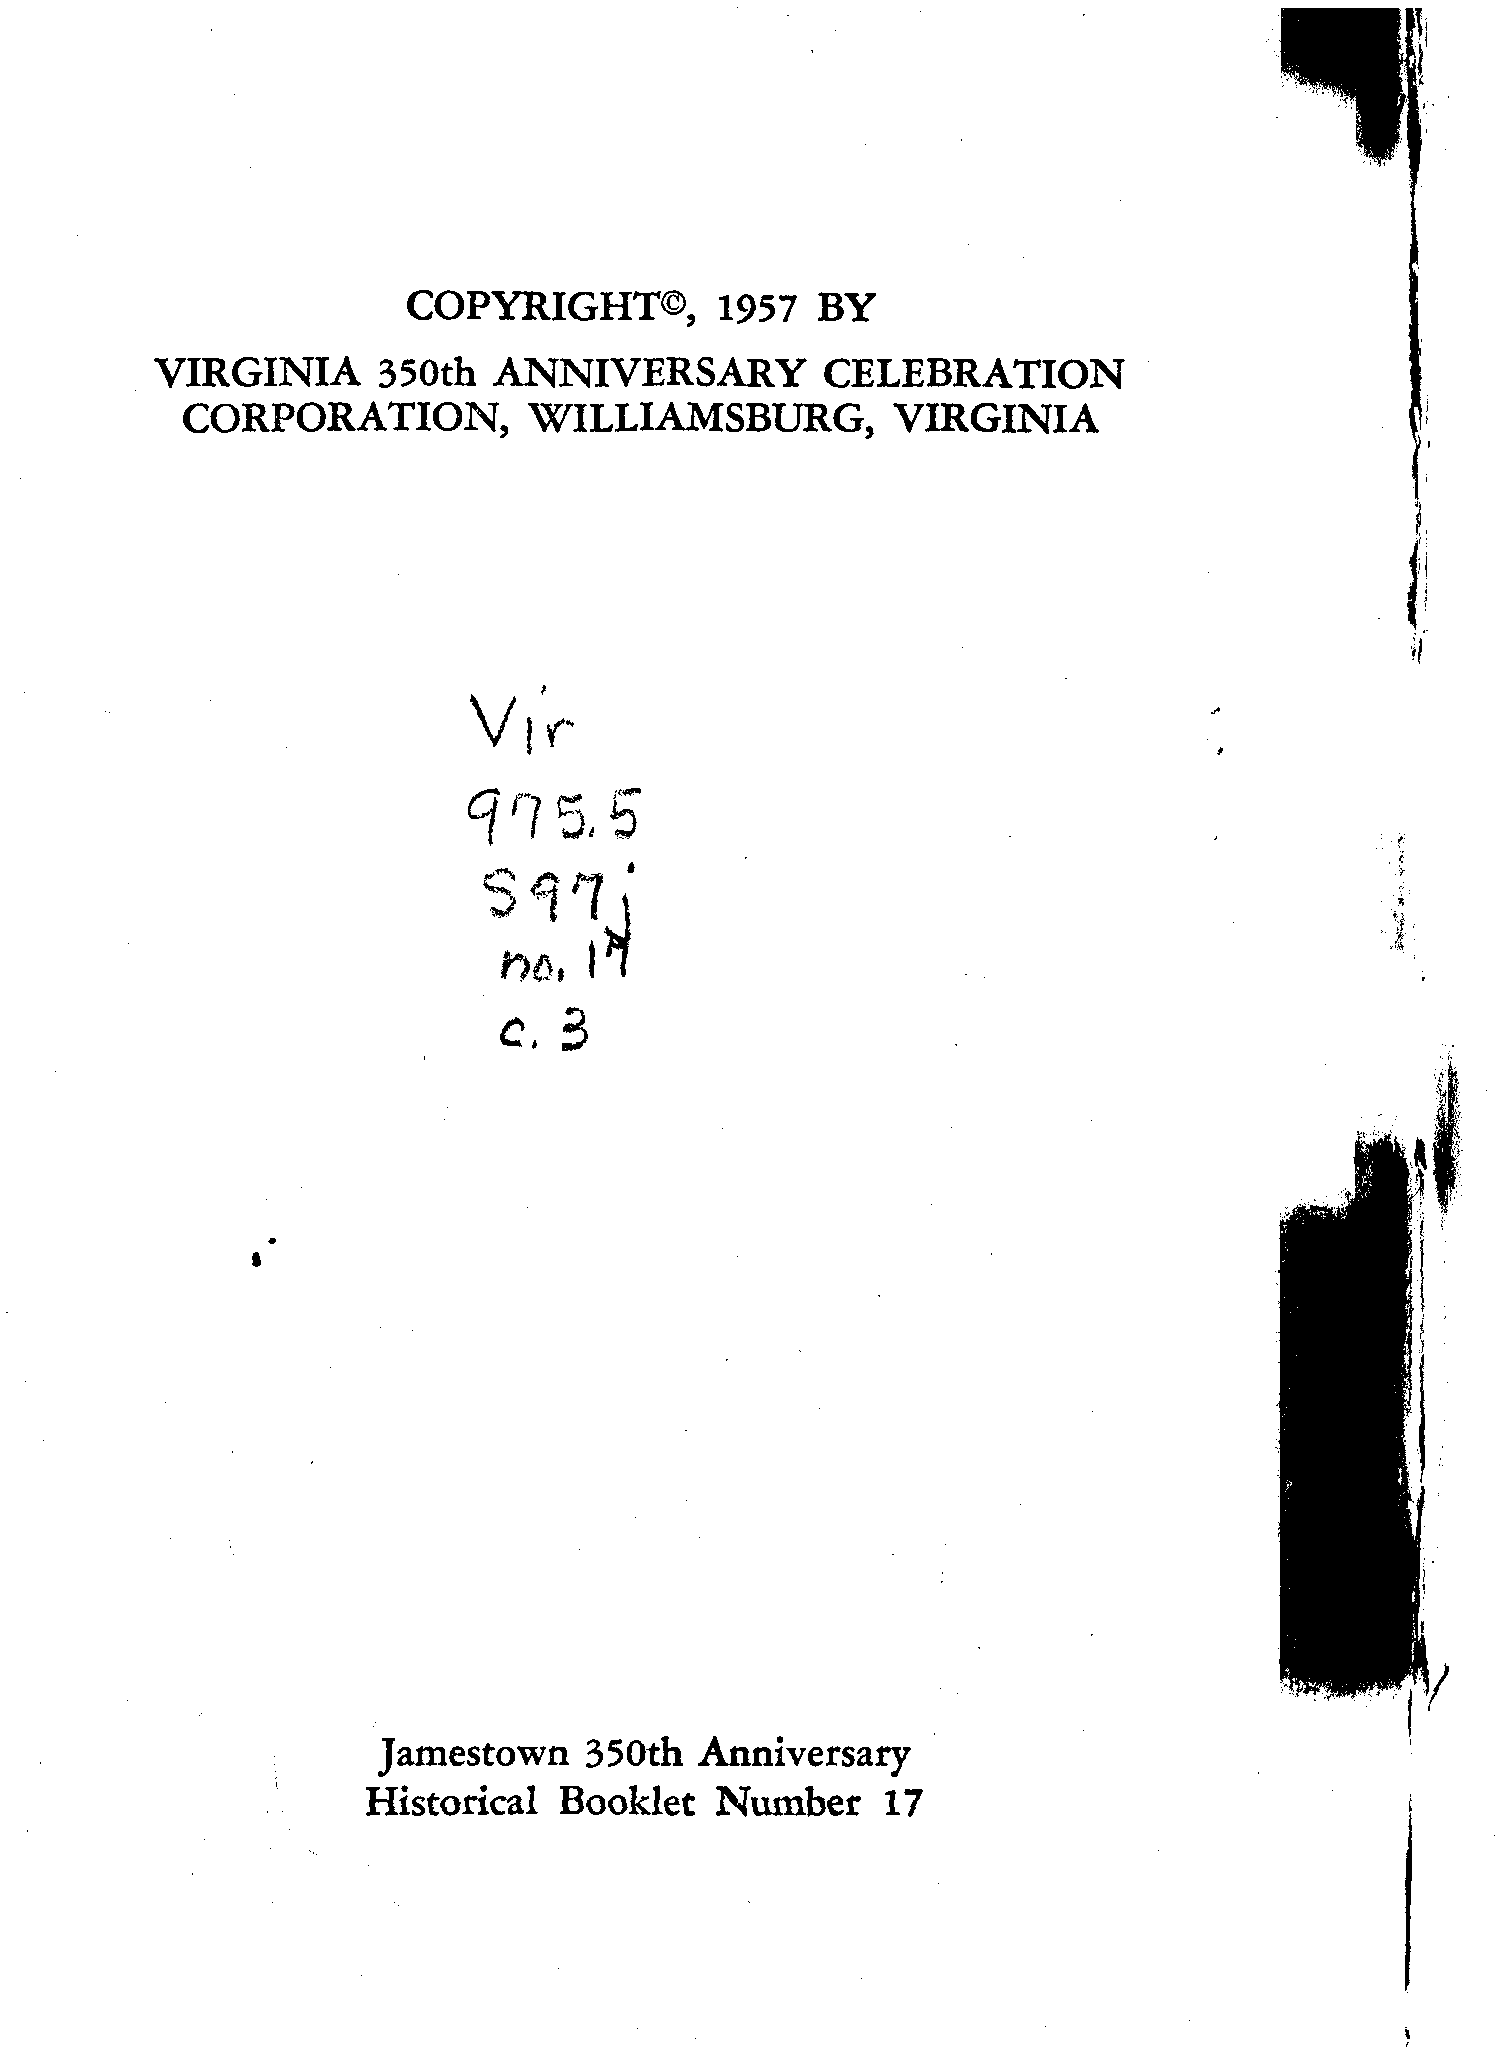 COPYRIGHT©, 1957 BY
VIRGINIA 350th ANNIVERSARY CELEBRATION
CORPORATION, WILLIAMSBURG, VIRGINIA
Vir
975.5
S97j
no. 17
c. 3
Jamestown 350th Anniversary
Historical Booklet Number 17